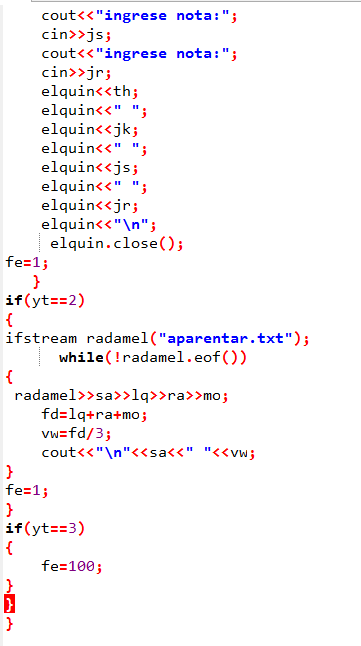 cout<<"ingrese nota:";
cin>>js;
cout<<"ingrese nota:";
cin>>jr;
elquin<<th;
elquin<<" ";
elquin<<jk;
elquin<<" ";
elquin<<js;
elquin<<" ";
elquin<<jr;
elquin<<"\n";
elquin.close();
fe=1;
}
if(yt==2)
{
ifstream radamel("aparentar.txt");
while(!radamel.eof())
{
radamel>>sa>>lq>>ra>>mo;
fd=lq+ra+mo;
vw=fd/3;
cout<<"\n"<<sa<<" "<<vw;
}
fe=1;
}
if(yt==3)
{
fe=100;
}
}
}